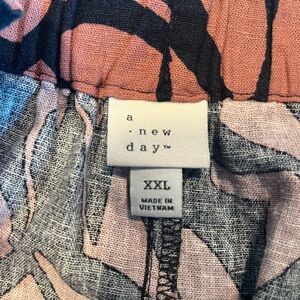 a
· new
day™
XXL
MADE IN
VIETNAM